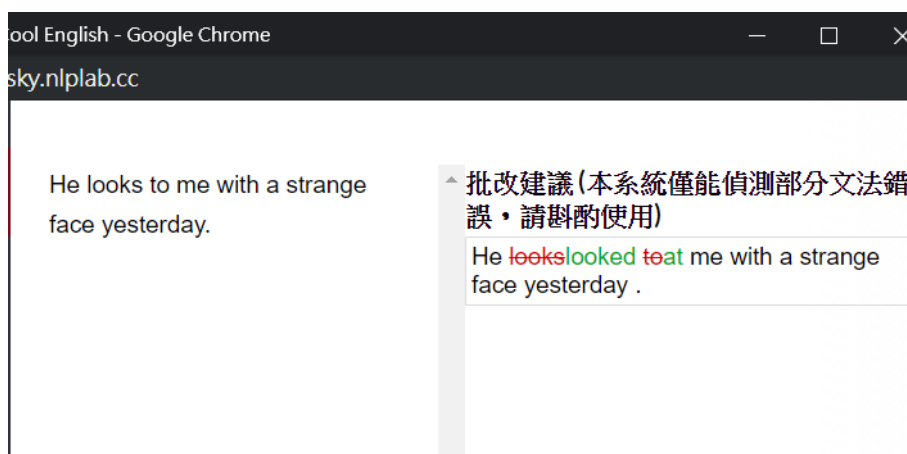 ool English - Google Chrome
sky.nlplab.cc
He looks to me with a strange
face yesterday.
批改建議(本系統僅能偵測部分文法錯
誤，請斟酌使用)
He lookslooked toat me with a strange
face yesterday .